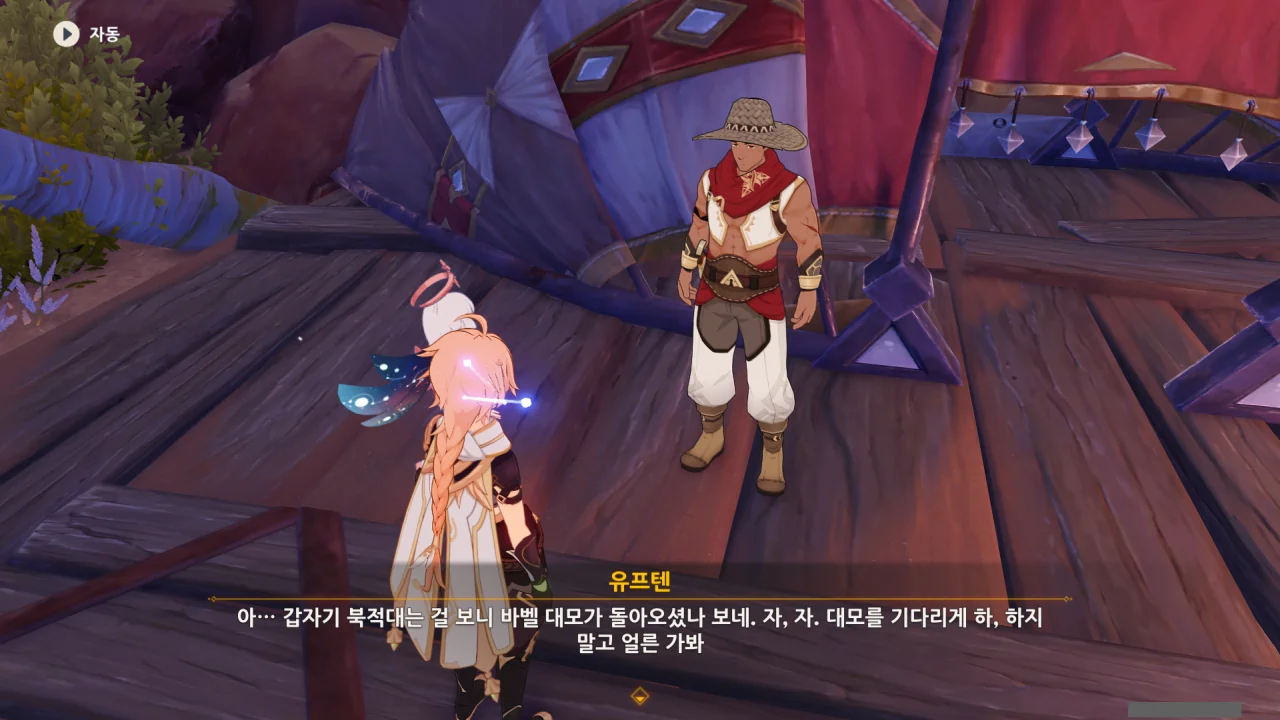 자동
유프텐
아… 갑자기 북적대는 걸 보니 바벨 대모가 돌아오셨나 보네. 자, 자. 대모를 기다리게 하, 하지
말고 얼른 가봐